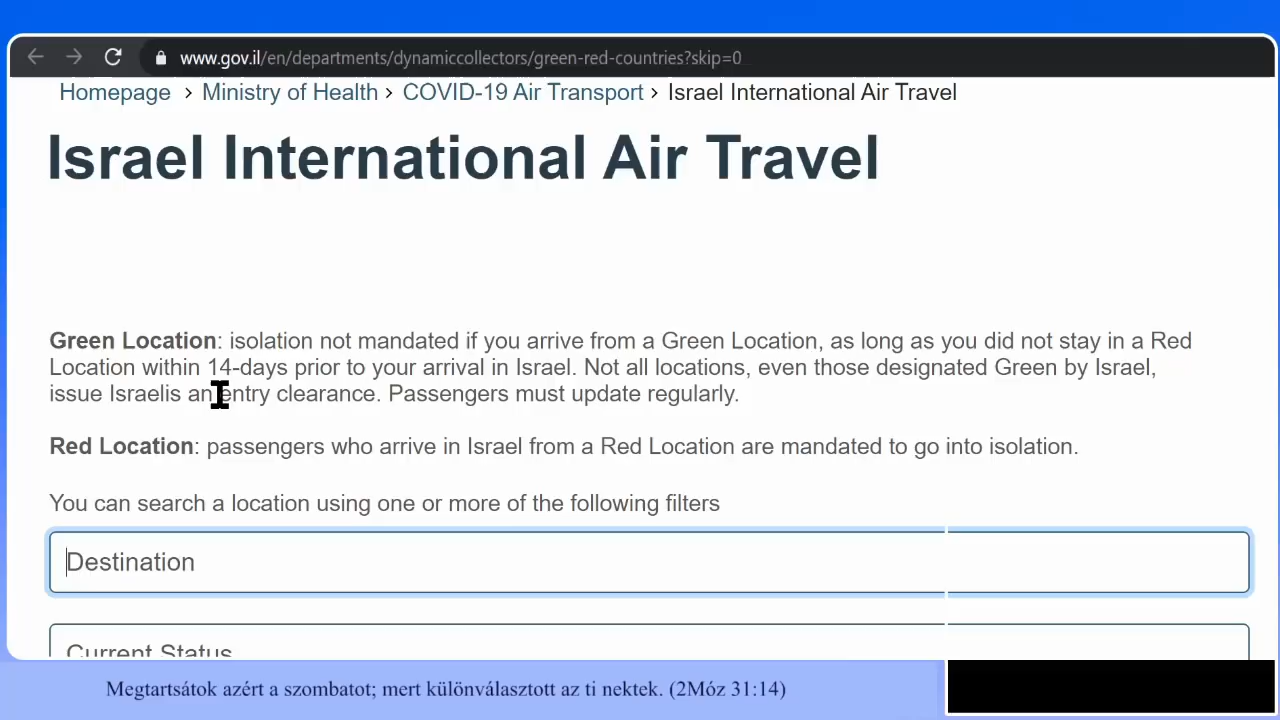 www.gov.il/en/departments/dynamiccollectors/green-red-countries?skip=0
Homepage > Ministry of Health > COVID-19 Air Transport > Israel International Air Travel
Israel International Air Travel
Green Location: isolation not mandated if you arrive from a Green Location, as long as you did not stay in a Red
Location within 14-days prior to your arrival in Israel. Not all locations, even those designated Green by Israel,
issue Israelis an entry clearance. Passengers must update regularly.
Red Location: passengers who arrive in Israel from a Red Location are mandated to go into isolation.
You can search a location using one or more of the following filters
Destination
Current Status
Megtartsátok azért a szombatot; mert különválasztott az ti nektek. (2Móz 31:14)